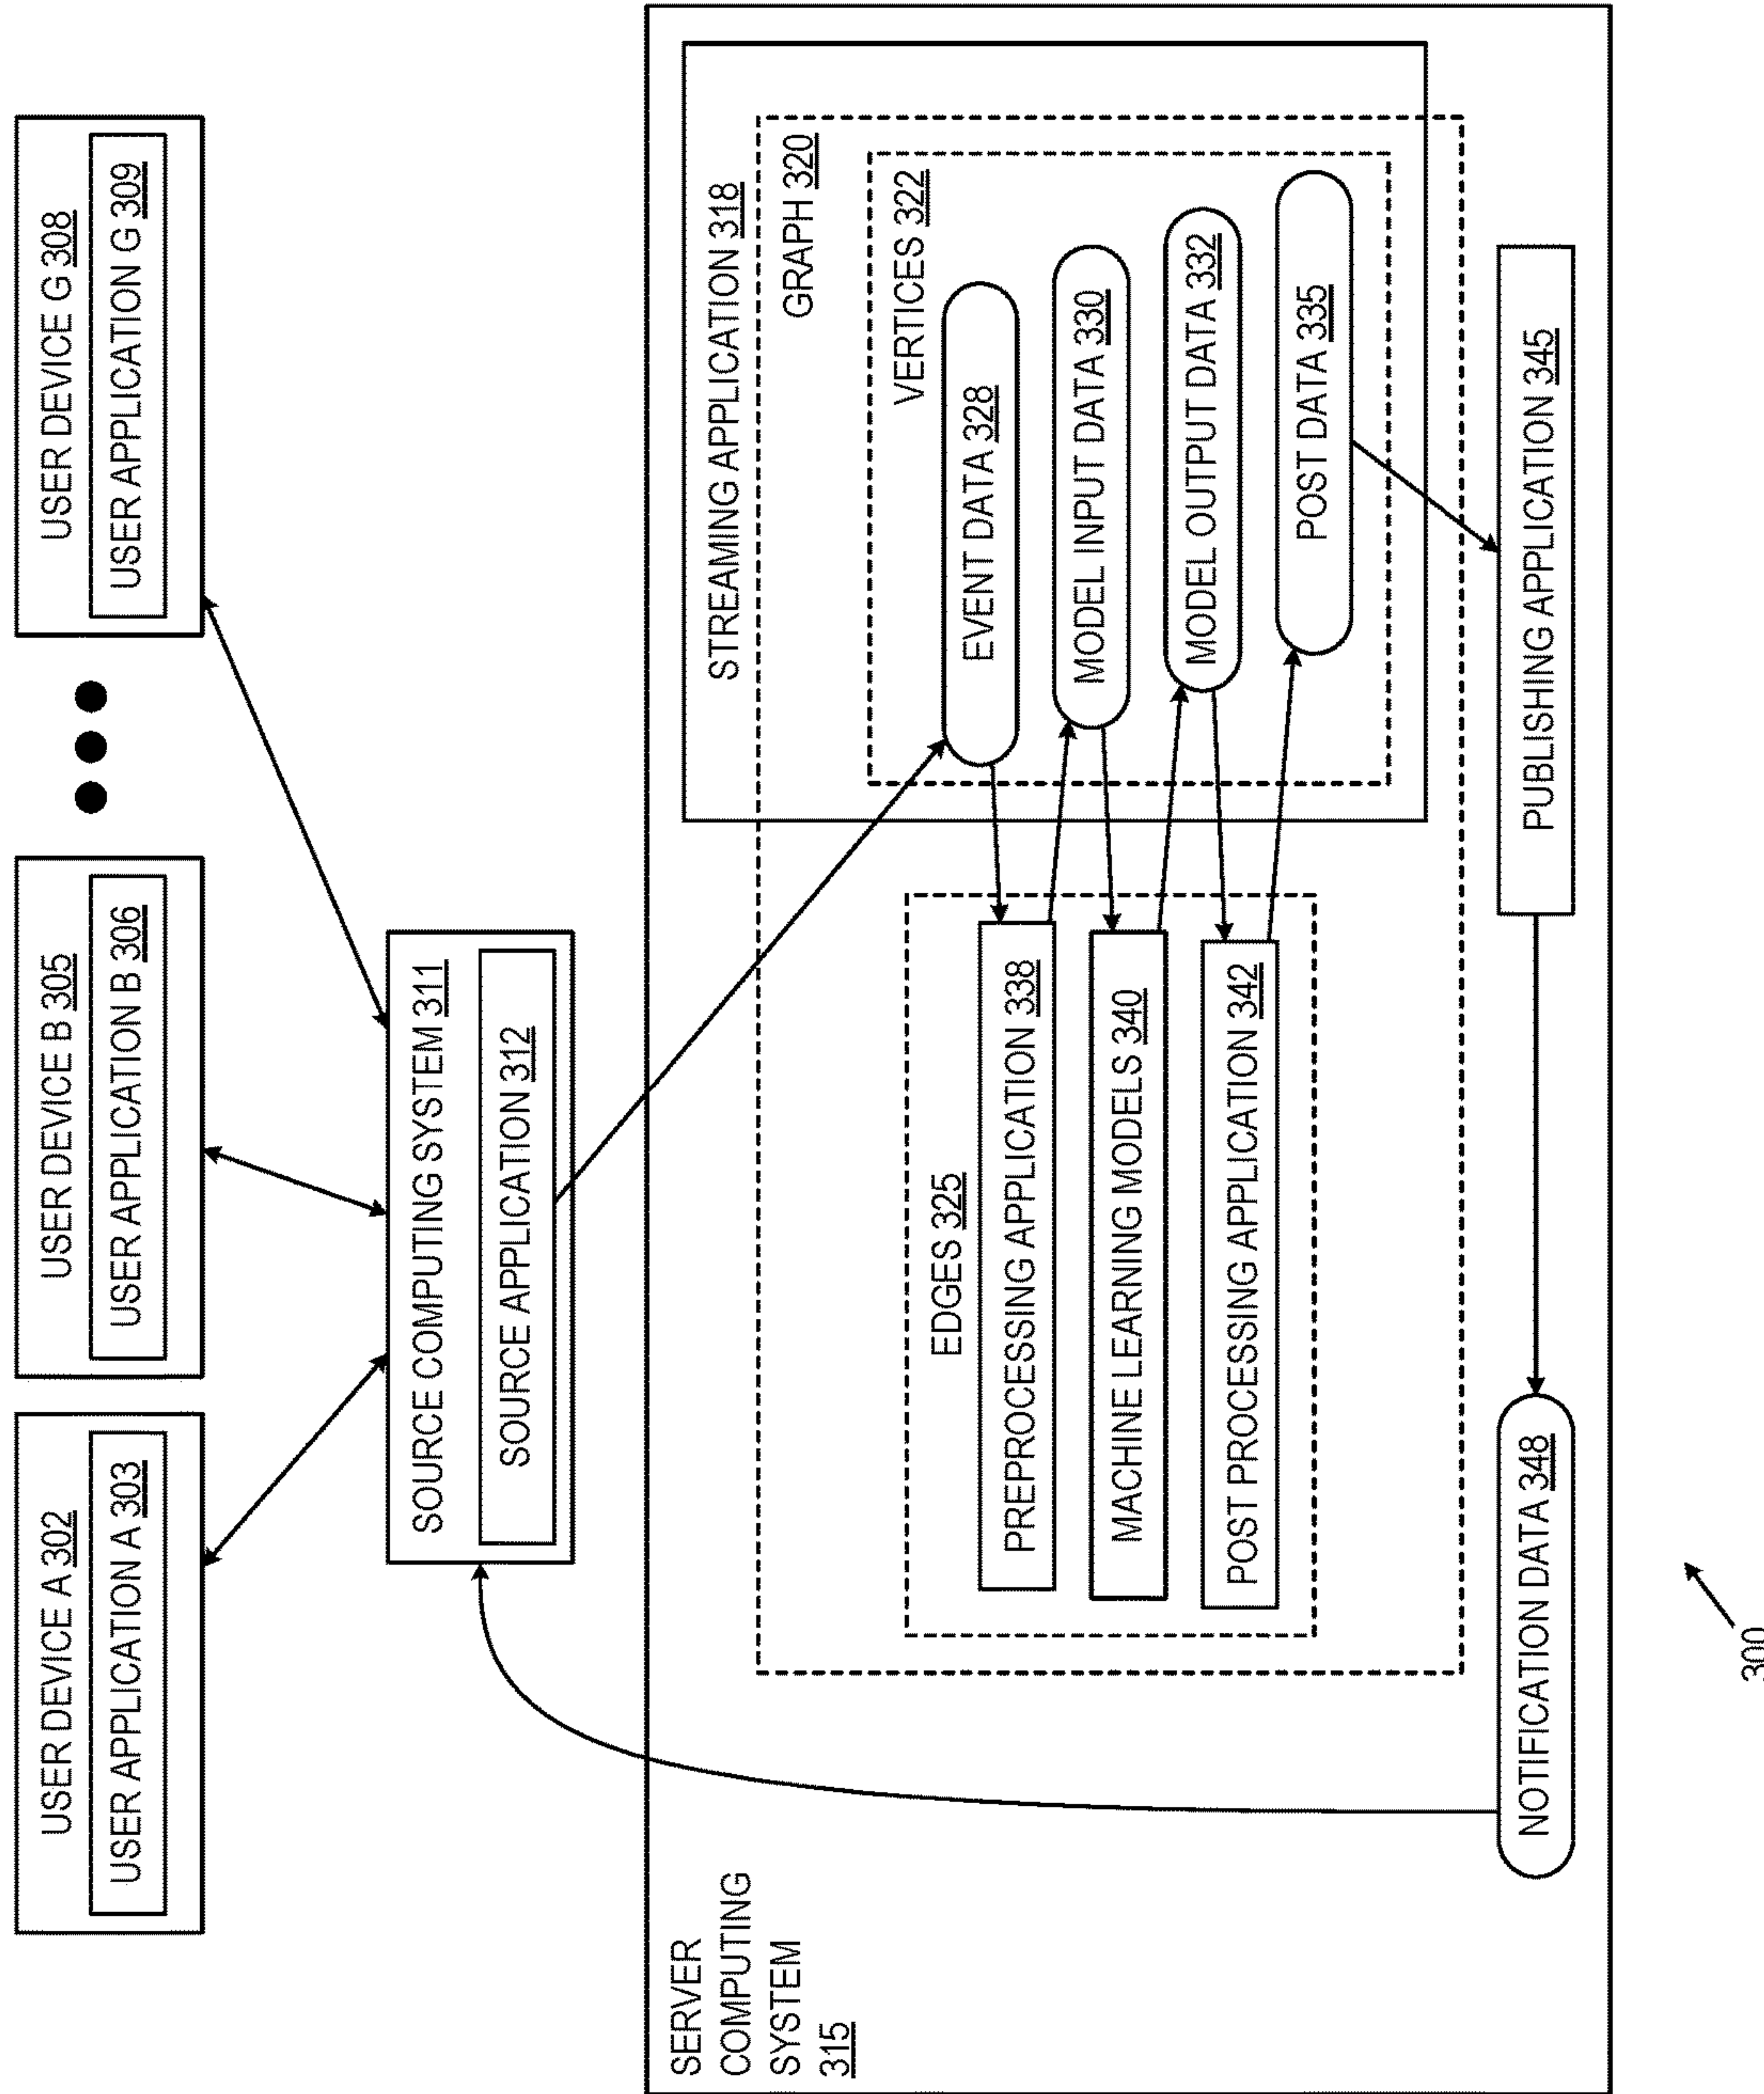 USER DEVICE A 302
USER APPLICATION A 303
USER DEVICE B 305
USER APPLICATION B 306
USER DEVICE G 308
USER APPLICATION G 309
SOURCE COMPUTING SYSTEM 311
SOURCE APPLICATION 312
SERVER
COMPUTING
SYSTEM
315
STREAMING APPLICATION 318
GRAPH 320
VERTICES 322
EDGES 325
EVENT DATA 328
PREPROCESSING APPLICATION 338
MODEL INPUT DATA 330
MACHINE LEARNING MODELS 340
MODEL OUTPUT DATA 332
POST PROCESSING APPLICATION 342
POST DATA 335
NOTIFICATION DATA 348
PUBLISHING APPLICATION 345
300